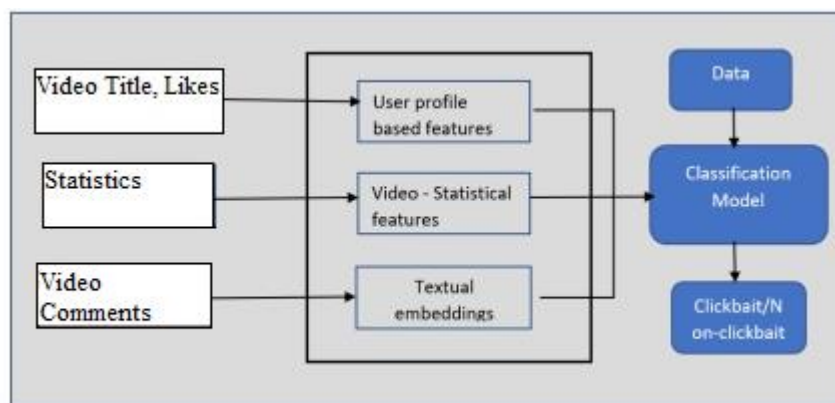 Video Title, Likes
Statistics
Video
Comments
User profile
based features
Video - Statistical
features
Textual
embeddings
Data
Classification
Model
Clickbait/N
on-clickbait